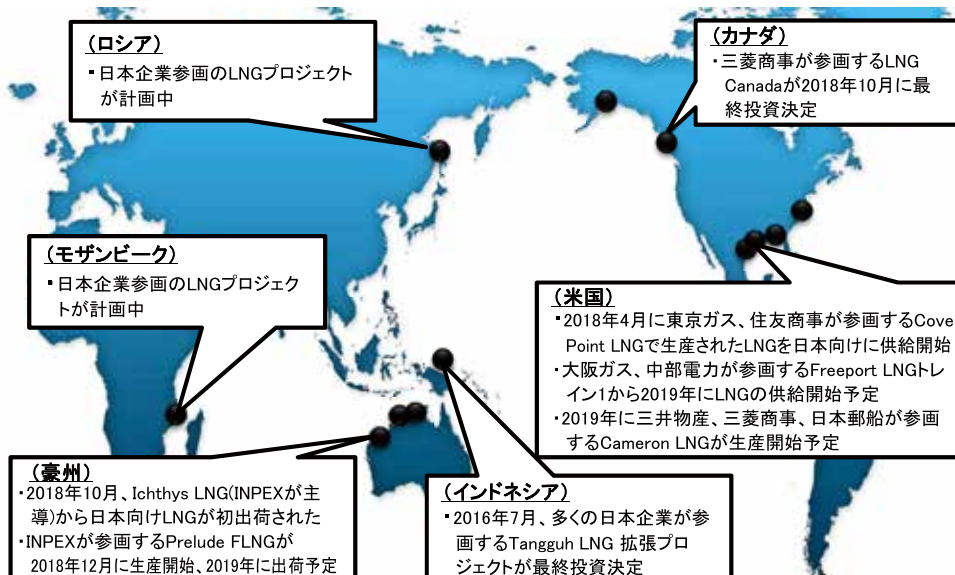 (ロシア)
・日本企業参画のLNGプロジェクト
が計画中
(カナダ)
・三菱商事が参画するLNG
Canadaが2018年10月に最
終投資決定
(モザンビーク)
・日本企業参画のLNGプロジェク
トが計画中
(米国)
・2018年4月に東京ガス、住友商事が参画するCove
Point LNGで生産されたLNGを日本向けに供給開始
・大阪ガス、中部電力が参画するFreeport LNGトレ
イン1から2019年にLNGの供給開始予定
・2019年に三井物産、三菱商事、日本郵船が参画
するCameron LNGが生産開始予定
(豪州)
・2018年10月、Ichthys LNG(INPEXが主
導)から日本向けLNGが初出荷された
・INPEXが参画するPrelude FLNGが
2018年12月に生産開始、2019年に出荷予定
(インドネシア)
・2016年7月、多くの日本企業が参
画するTangguh LNG 拡張プロ
ジェクトが最終投資決定